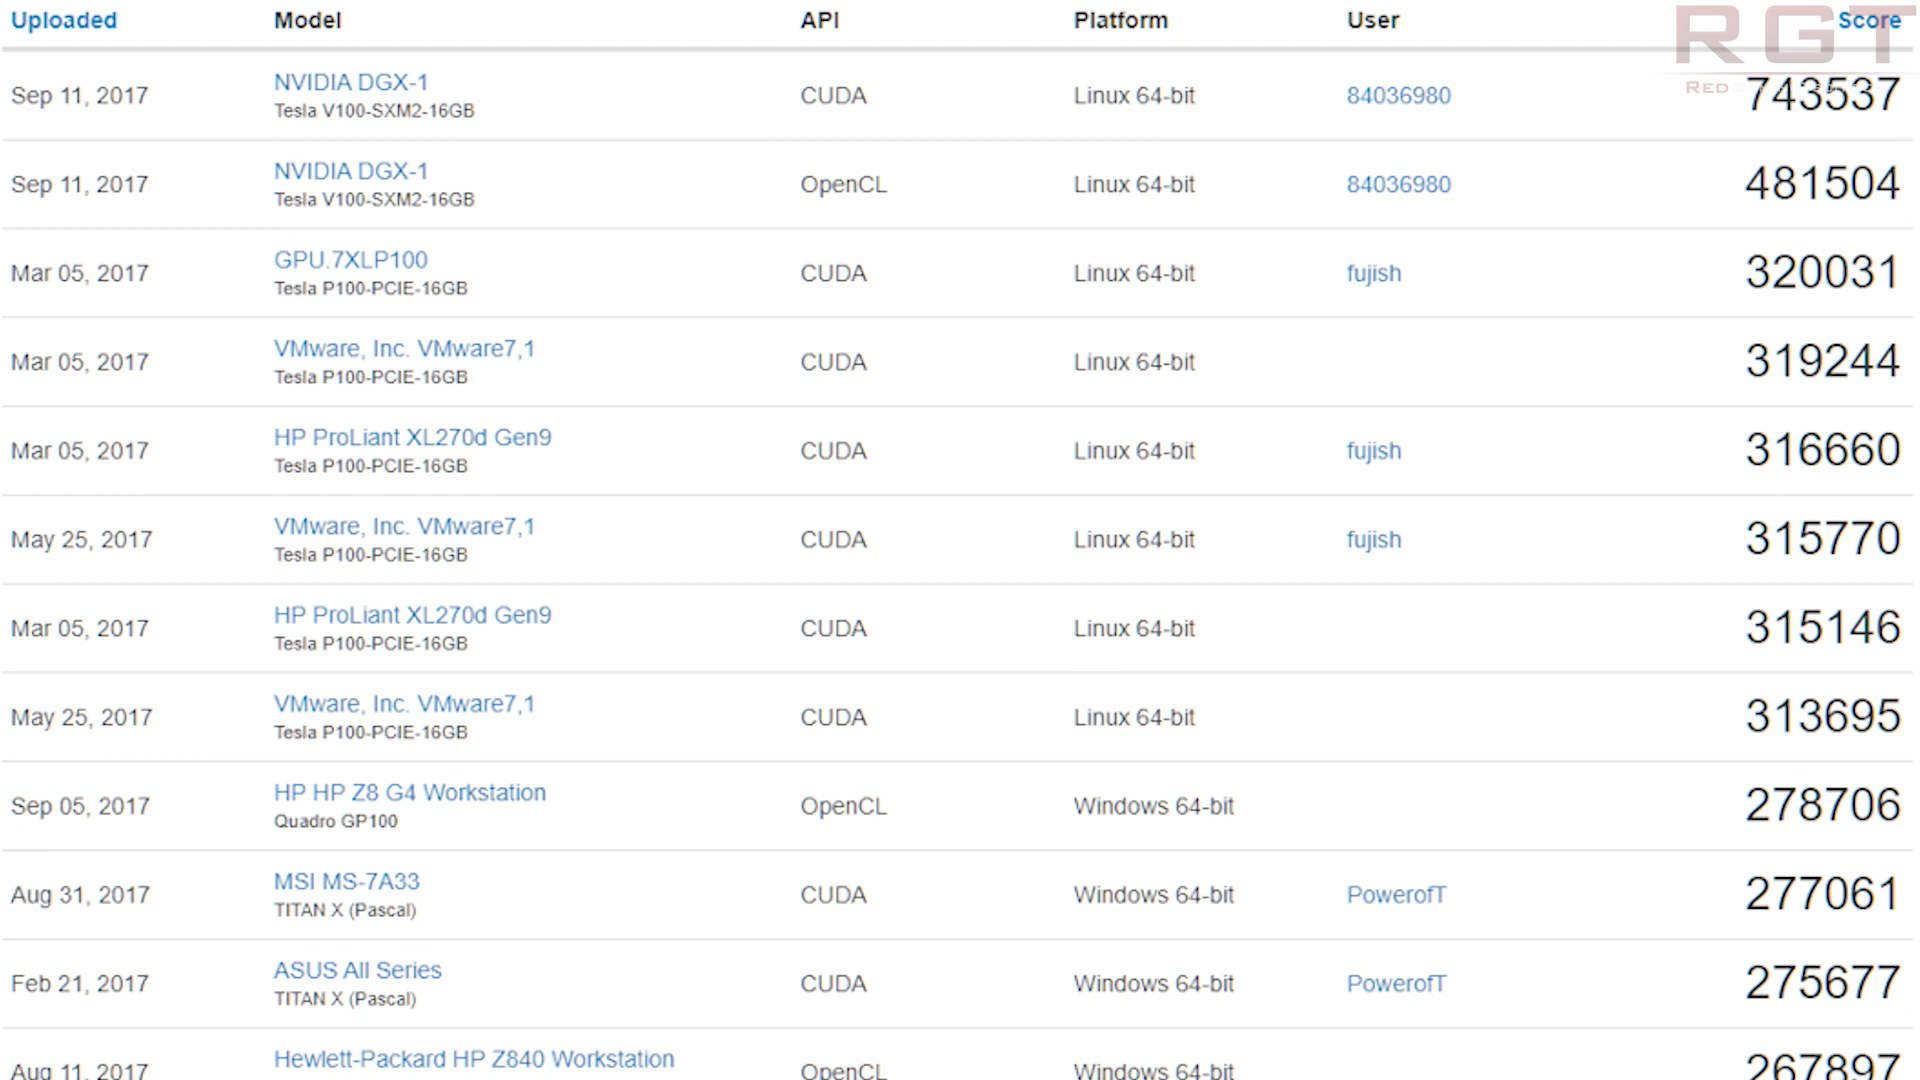 Uploaded Model API Platform User Score
RGT
RED
Sep 11, 2017 NVIDIA DGX-1 CUDA Linux 64-bit 84036980 743537
Tesla V100-SXM2-16GB
Sep 11, 2017 NVIDIA DGX-1 OpenCL Linux 64-bit 84036980 481504
Tesla V100-SXM2-16GB
Mar 05, 2017 GPU.7XLP100 CUDA Linux 64-bit fujish 320031
Tesla P100-PCIE-16GB
Mar 05, 2017 VMware, Inc. VMware7,1 CUDA Linux 64-bit 319244
Tesla P100-PCIE-16GB
Mar 05, 2017 HP ProLiant XL270d Gen9 CUDA Linux 64-bit fujish 316660
Tesla P100-PCIE-16GB
May 25, 2017 VMware, Inc. VMware7,1 CUDA Linux 64-bit fujish 315770
Tesla P100-PCIE-16GB
Mar 05, 2017 HP ProLiant XL270d Gen9 CUDA Linux 64-bit 315146
Tesla P100-PCIE-16GB
May 25, 2017 VMware, Inc. VMware7,1 CUDA Linux 64-bit 313695
Tesla P100-PCIE-16GB
Sep 05, 2017 HP HP Z8 G4 Workstation OpenCL Windows 64-bit 278706
Quadro GP100
Aug 31, 2017 MSI MS-7A33 CUDA Windows 64-bit PowerofT 277061
TITAN X (Pascal)
Feb 21, 2017 ASUS All Series CUDA Windows 64-bit PowerofT 275677
TITAN X (Pascal)
Aug 11, 2017 Hewlett-Packard HP Z840 Workstation OpenCL Windows 64-bit 267897